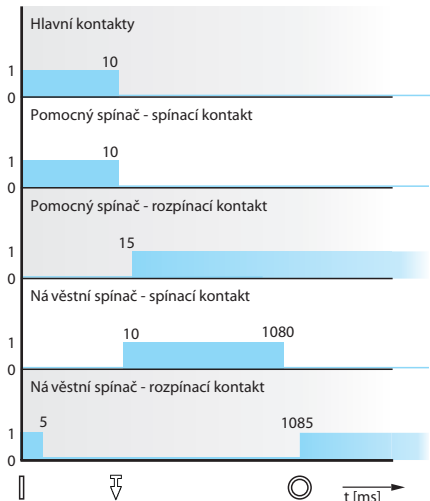 Hlavní kontakty
10
1
0
Pomocný spínač - spínací kontakt
10
1
0
Pomocný spínač - rozpínací kontakt
15
1
0
Ná věstní spínač - spínací kontakt
10 1080
1
0
Ná věstní spínač - rozpínací kontakt
5 1085
1
0
t [ms]